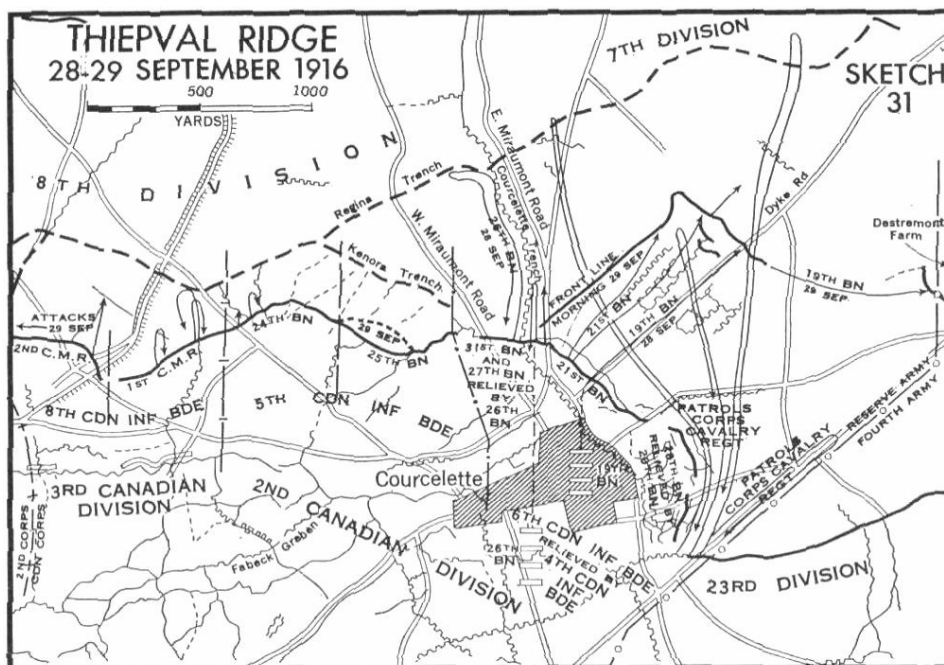 THIEPVAL RIDGE
28-29 SEPTEMBER 1916
500
1000
YARDS
SKETCH
31
7TH DIVISION
8TH DIVISION
Regina Trench
Kenora Trench
W. Miraumont Road
E. Miraumont Road
Courcelette Trench
26TH BN
28 SEP
FRONT LINE
MORNING 29 SEP
21ST BN
19TH BN
28 SEP
Dyke Rd
Destremont
Farm
19TH BN
29 SEP
ATTACKS
29 SEP
2ND C.M.R.
1ST C.M.R.
24TH BN
29 SEP
25TH BN
31ST BN
AND
27TH BN
RELIEVED
BY
26TH
BN
21ST BN
8TH CDN INF BDE
5TH CDN INF BDE
PATROLS
CORPS
CAVALRY
REGT
PATROLS
CORPS CAVALRY
REGT
RESERVE ARMY
FOURTH ARMY
28TH BN
RELIEVED BY
19TH
BN
Courcelette
3RD CANADIAN
DIVISION
2ND
CANADIAN
DIVISION
2ND CORPS
CDN CORPS
Fabeck Graben
26TH
BN
6TH CDN INF BDE
RELIEVED
4TH CDN
INF
BDE
23RD DIVISION